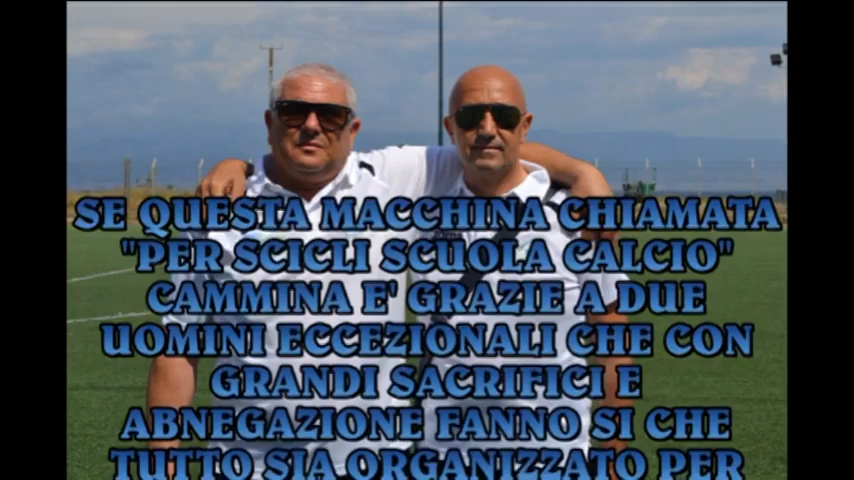 SE QUESTA MACCHINA CHIAMATA
"PER SCICLI SCUOLA CALCIO"
CAMMINA E' GRAZIE A DUE
UOMINI ECCEZIONALI CHE CON
GRANDI SACRIFICI E
ABNEGAZIONE FANNO SI CHE
TUTTO SIA ORGANIZZATO PER